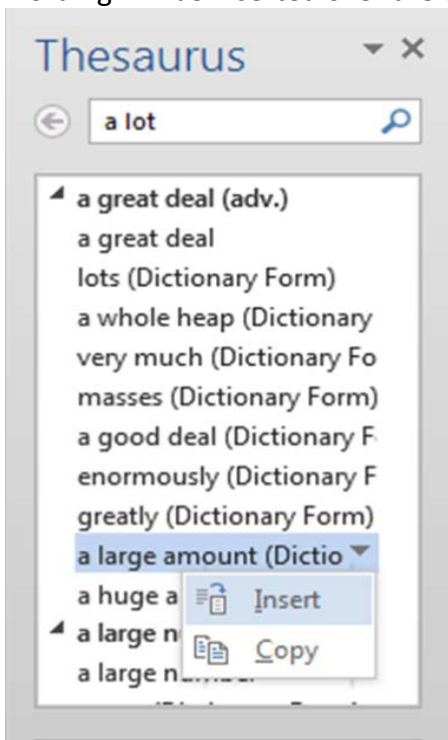 Thesaurus
a lot
a great deal (adv.)
a great deal
lots (Dictionary Form)
a whole heap (Dictionary
very much (Dictionary Fo
masses (Dictionary Form)
a good deal (Dictionary F
enormously (Dictionary F
greatly (Dictionary Form)
a large amount (Dictio
a huge a
Insert
a large n
Copy
a large